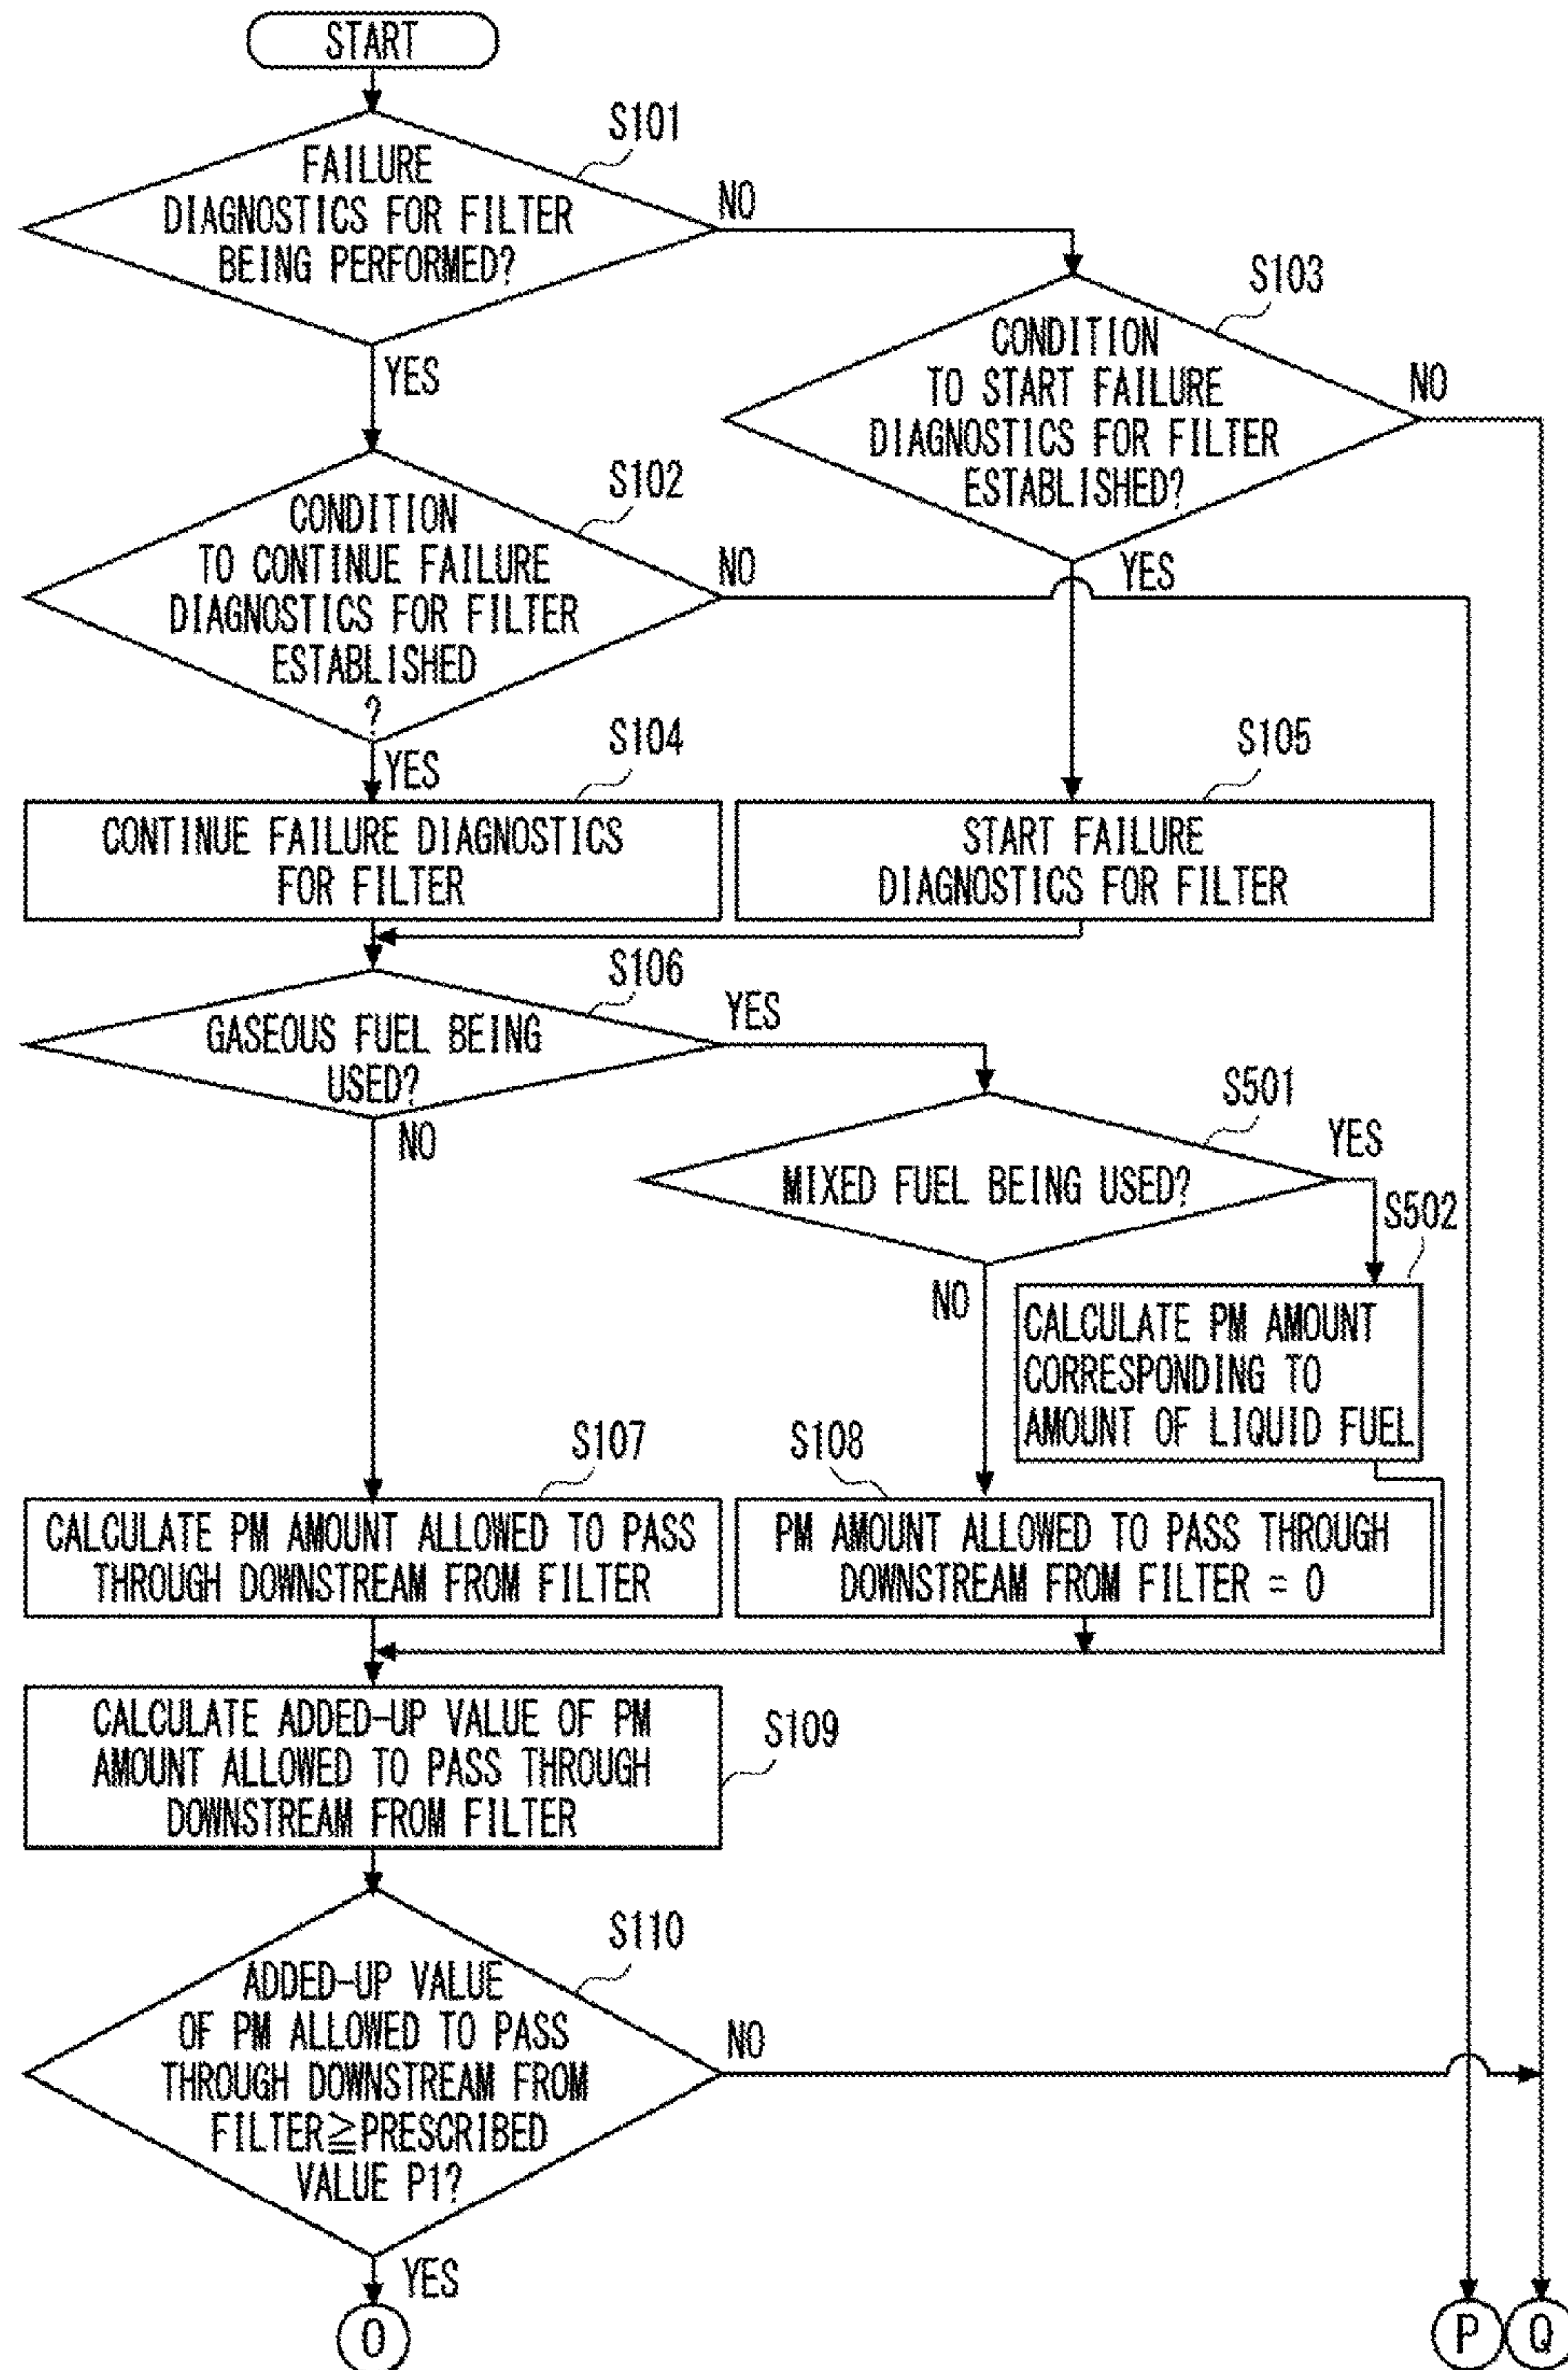 START
S101
FAILURE
DIAGNOSTICS FOR FILTER
BEING PERFORMED?
NO
YES
S103
CONDITION
TO START FAILURE
DIAGNOSTICS FOR FILTER
ESTABLISHED?
NO
YES
S102
CONDITION
TO CONTINUE FAILURE
DIAGNOSTICS FOR FILTER
ESTABLISHED
?
NO
YES
S104
CONTINUE FAILURE DIAGNOSTICS
FOR FILTER
S105
START FAILURE
DIAGNOSTICS FOR FILTER
S106
GASEOUS FUEL BEING
USED?
YES
NO
S501
MIXED FUEL BEING USED?
YES
NO
S502
CALCULATE PM AMOUNT
CORRESPONDING TO
AMOUNT OF LIQUID FUEL
S107
CALCULATE PM AMOUNT ALLOWED TO PASS
THROUGH DOWNSTREAM FROM FILTER
S108
PM AMOUNT ALLOWED TO PASS THROUGH
DOWNSTREAM FROM FILTER = 0
CALCULATE ADDED-UP VALUE OF PM
AMOUNT ALLOWED TO PASS THROUGH
DOWNSTREAM FROM FILTER
S109
S110
ADDED-UP VALUE
OF PM ALLOWED TO PASS
THROUGH DOWNSTREAM FROM
FILTER≧PRESCRIBED
VALUE P1?
NO
YES
O
P
Q